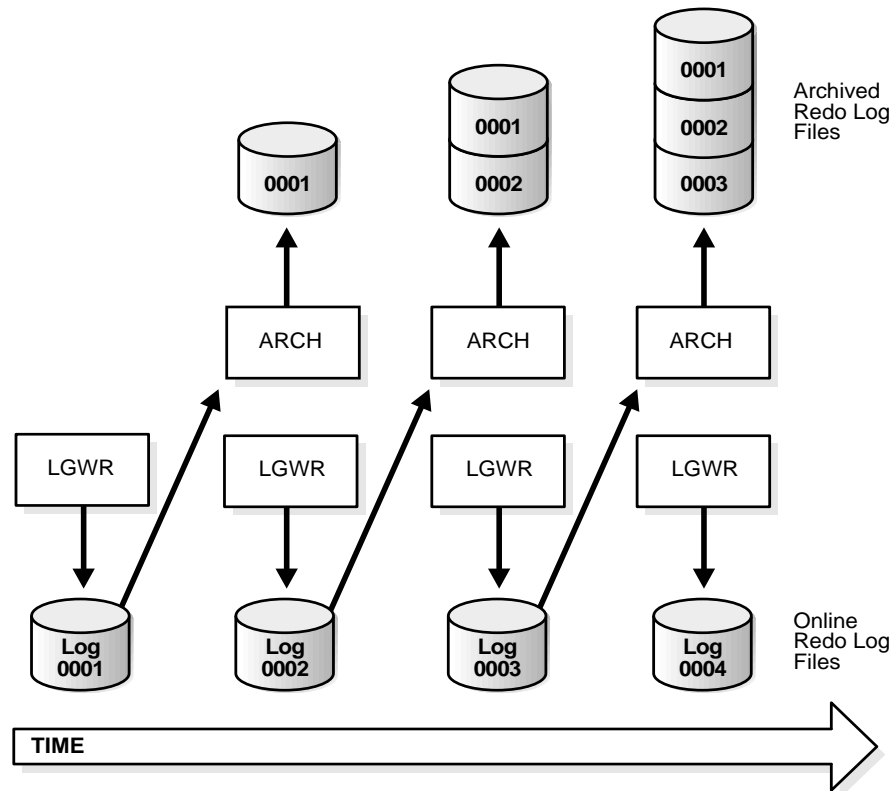 0001
Archived
Redo Log
Files
0001
0001
0002
0002
0001
0003
ARCH
ARCH
ARCH
LGWR
LGWR
LGWR
LGWR
Log
0001
Log
0002
Log
0003
Log
0004
Online
Redo Log
Files
TIME